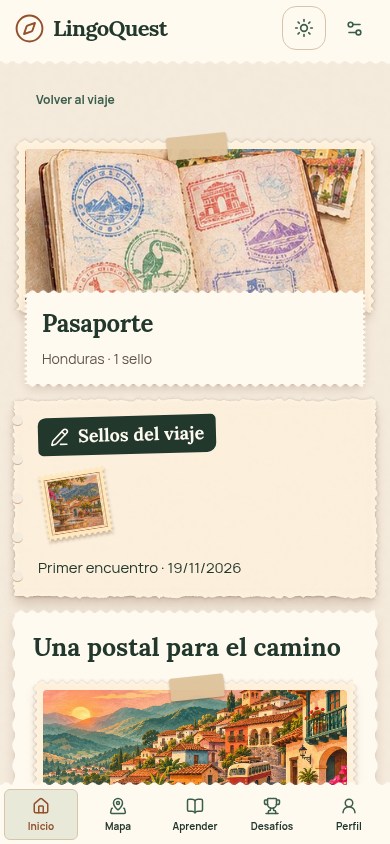 LingoQuest
Volver al viaje
Pasaporte
Honduras · 1 sello
Sellos del viaje
Primer encuentro · 19/11/2026
Una postal para el camino
Inicio
Mapa
Aprender
Desafíos
Perfil